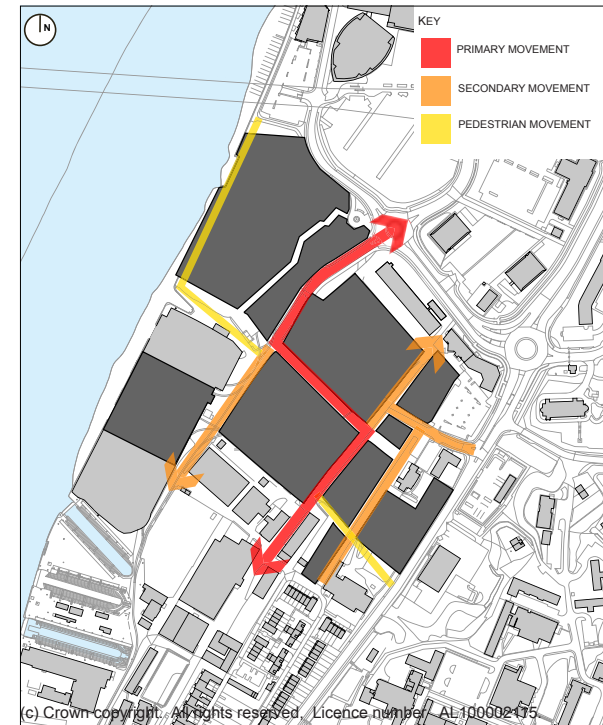 N
KEY
PRIMARY MOVEMENT
SECONDARY MOVEMENT
PEDESTRIAN MOVEMENT
(c) Crown copyright. All rights reserved. Licence number AL100002175